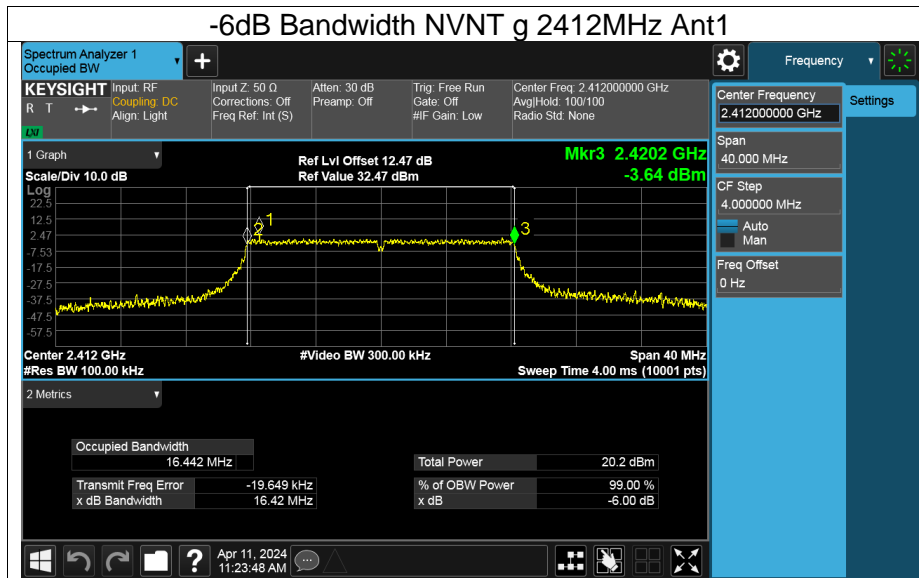 -6dB Bandwidth NVNT g 2412MHz Ant1
Spectrum Analyzer 1
Occupied BW
+
Frequency
KEYSIGHT
R T
LXI
Input: RF
Coupling: DC
Align: Light
Input Z: 50 Ω
Corrections: Off
Freq Ref: Int (S)
Atten: 30 dB
Preamp: Off
Trig: Free Run
Gate: Off
#IF Gain: Low
Center Freq: 2.412000000 GHz
Avg|Hold: 100/100
Radio Std: None
Center Frequency
2.412000000 GHz
Settings
Span
40.000 MHz
CF Step
4.000000 MHz
Auto
Man
Freq Offset
0 Hz
1 Graph
Scale/Div 10.0 dB
Ref Lvl Offset 12.47 dB
Ref Value 32.47 dBm
Mkr3 2.4202 GHz
-3.64 dBm
Log
22.5
12.5
2.47
-7.53
-17.5
-27.5
-37.5
-47.5
-57.5
1
2
3
Center 2.412 GHz
#Res BW 100.00 kHz
#Video BW 300.00 kHz
Span 40 MHz
Sweep Time 4.00 ms (10001 pts)
2 Metrics
Occupied Bandwidth
16.442 MHz
Transmit Freq Error -19.649 kHz
x dB Bandwidth 16.42 MHz
Total Power 20.2 dBm
% of OBW Power 99.00 %
x dB -6.00 dB
?
Apr 11, 2024
11:23:48 AM